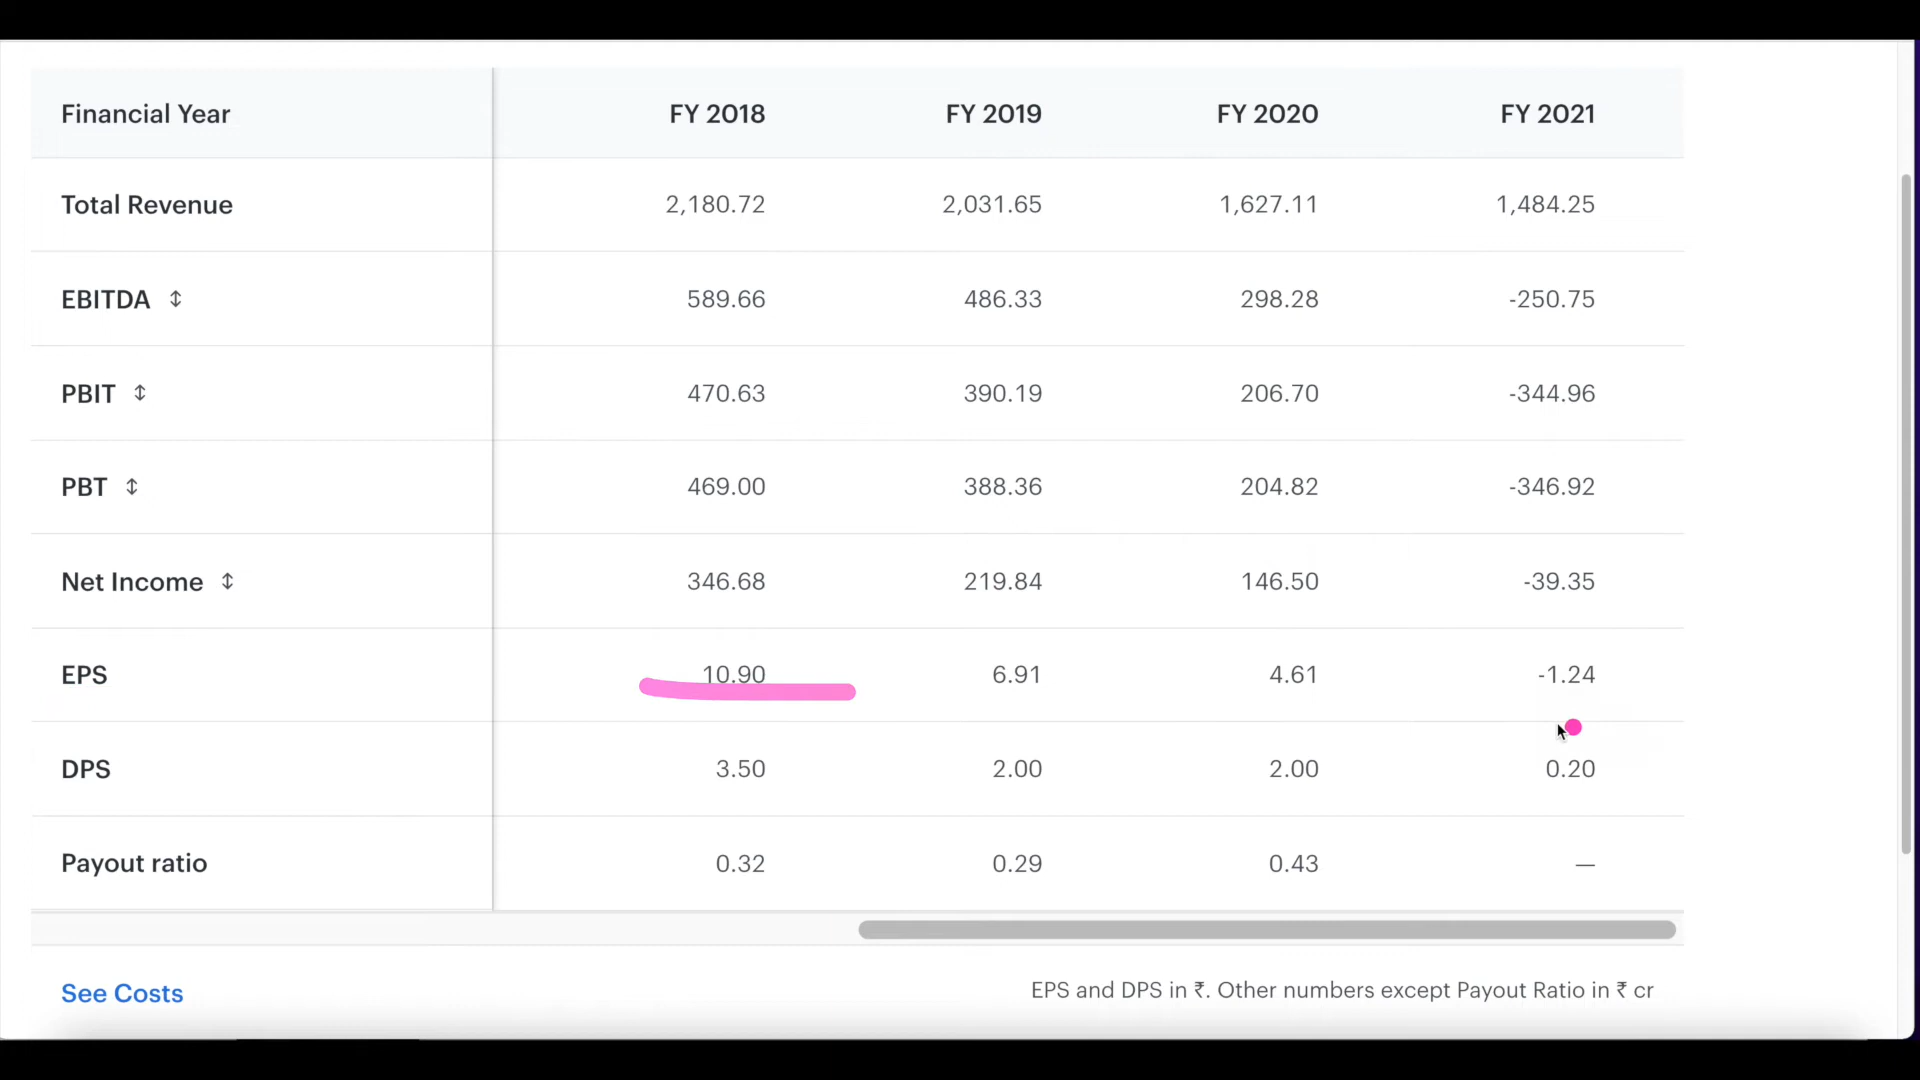 Financial Year FY 2018 FY 2019 FY 2020 FY 2021
Total Revenue 2,180.72 2,031.65 1,627.11 1,484.25
EBITDA ↕ 589.66 486.33 298.28 -250.75
PBIT ↕ 470.63 390.19 206.70 -344.96
PBT ↕ 469.00 388.36 204.82 -346.92
Net Income ↕ 346.68 219.84 146.50 -39.35
EPS 10.90 6.91 4.61 -1.24
DPS 3.50 2.00 2.00 0.20
Payout ratio 0.32 0.29 0.43 —
See Costs EPS and DPS in ₹. Other numbers except Payout Ratio in ₹ cr